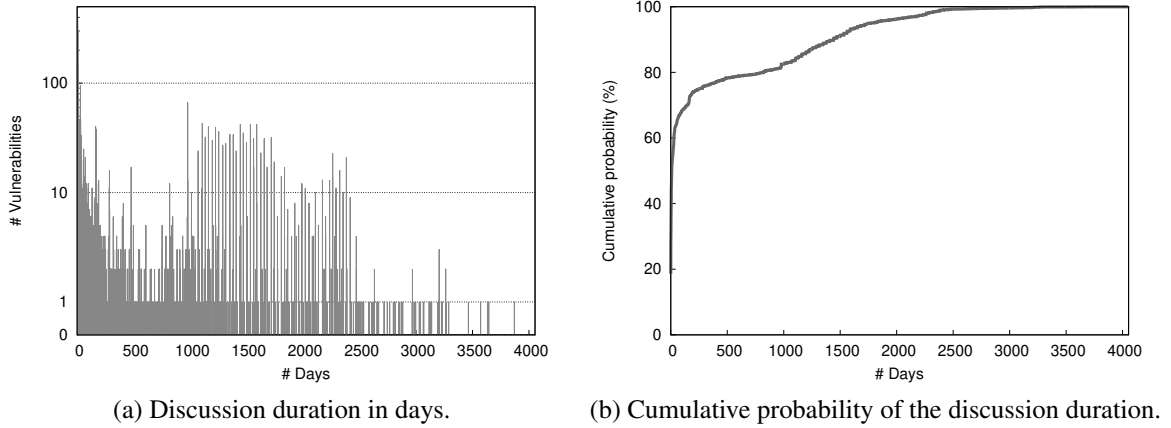 100
10
1
0
# Vulnerabilities
0 500 1000 1500 2000 2500 3000 3500 4000
# Days
(a) Discussion duration in days.
100
80
60
40
20
0
Cumulative probability (%)
0 500 1000 1500 2000 2500 3000 3500 4000
# Days
(b) Cumulative probability of the discussion duration.